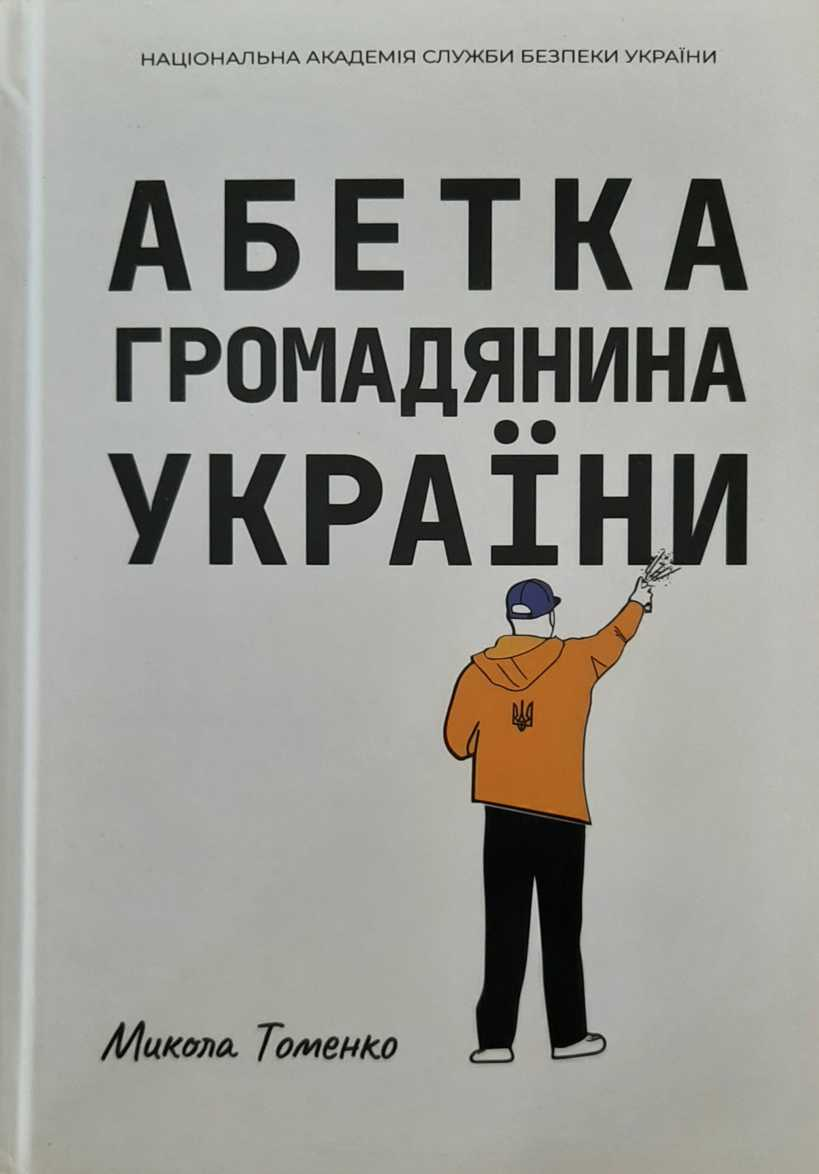 НАЦІОНАЛЬНА АКАДЕМІЯ СЛУЖБИ БЕЗПЕКИ УКРАЇНИ
АБЕТКА
ГРОМАДЯНИНА
УКРАЇНИ
Микола Томенко